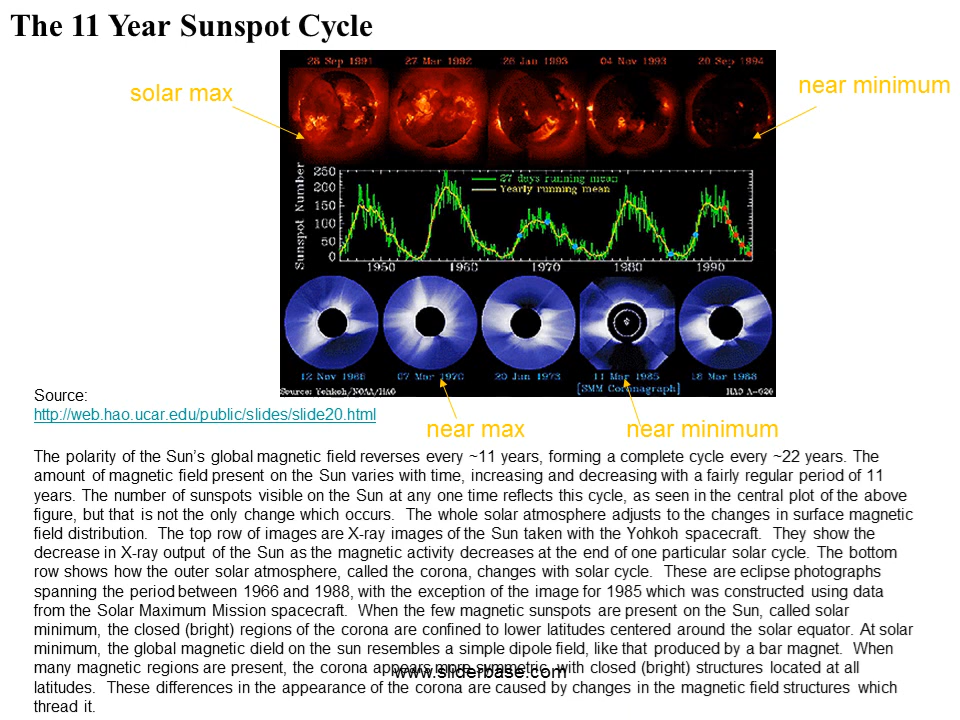 The 11 Year Sunspot Cycle
solar max
near minimum
28 Sep 1991 27 Mar 1992 26 Jan 1993 04 Nov 1993 20 Sep 1994
Sunspot Number
250
200
150
100
50
0
27 days running mean
Yearly running mean
1950 1960 1970 1980 1990
12 Nov 1966 07 Mar 1970 20 Jun 1973 11 Mar 1985 18 Mar 1988
[SMM Coronagraph]
Source: Yohkoh/NOAA/HAO
HAO A-026
near max
near minimum
Source:
http://web.hao.ucar.edu/public/slides/slide20.html
The polarity of the Sun’s global magnetic field reverses every ~11 years, forming a complete cycle every ~22 years. The
amount of magnetic field present on the Sun varies with time, increasing and decreasing with a fairly regular period of 11
years. The number of sunspots visible on the Sun at any one time reflects this cycle, as seen in the central plot of the above
figure, but that is not the only change which occurs. The whole solar atmosphere adjusts to the changes in surface magnetic
field distribution. The top row of images are X-ray images of the Sun taken with the Yohkoh spacecraft. They show the
decrease in X-ray output of the Sun as the magnetic activity decreases at the end of one particular solar cycle. The bottom
row shows how the outer solar atmosphere, called the corona, changes with solar cycle. These are eclipse photographs
spanning the period between 1966 and 1988, with the exception of the image for 1985 which was constructed using data
from the Solar Maximum Mission spacecraft. When the few magnetic sunspots are present on the Sun, called solar
minimum, the closed (bright) regions of the corona are confined to lower latitudes centered around the solar equator. At solar
minimum, the global magnetic dield on the sun resembles a simple dipole field, like that produced by a bar magnet. When
many magnetic regions are present, the corona appears more symmetric, with closed (bright) structures located at all
www.sliderbase.com
latitudes. These differences in the appearance of the corona are caused by changes in the magnetic field structures which
thread it.